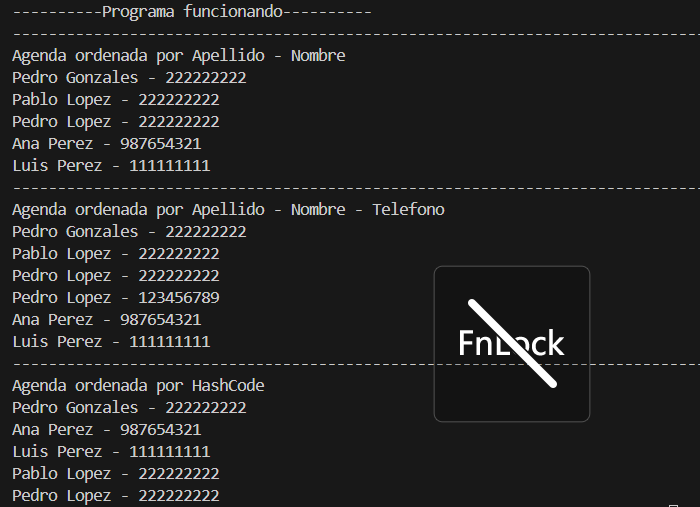 ----------Programa funcionando----------
-----------------------------------------------------------------------------
Agenda ordenada por Apellido - Nombre
Pedro Gonzales - 222222222
Pablo Lopez - 222222222
Pedro Lopez - 222222222
Ana Perez - 987654321
Luis Perez - 111111111
-----------------------------------------------------------------------------
Agenda ordenada por Apellido - Nombre - Telefono
Pedro Gonzales - 222222222
Pablo Lopez - 222222222
Pedro Lopez - 222222222
Pedro Lopez - 123456789
Ana Perez - 987654321
Luis Perez - 111111111
FnLock
-----------------------------------------------------------------------------
Agenda ordenada por HashCode
Pedro Gonzales - 222222222
Ana Perez - 987654321
Luis Perez - 111111111
Pablo Lopez - 222222222
Pedro Lopez - 222222222